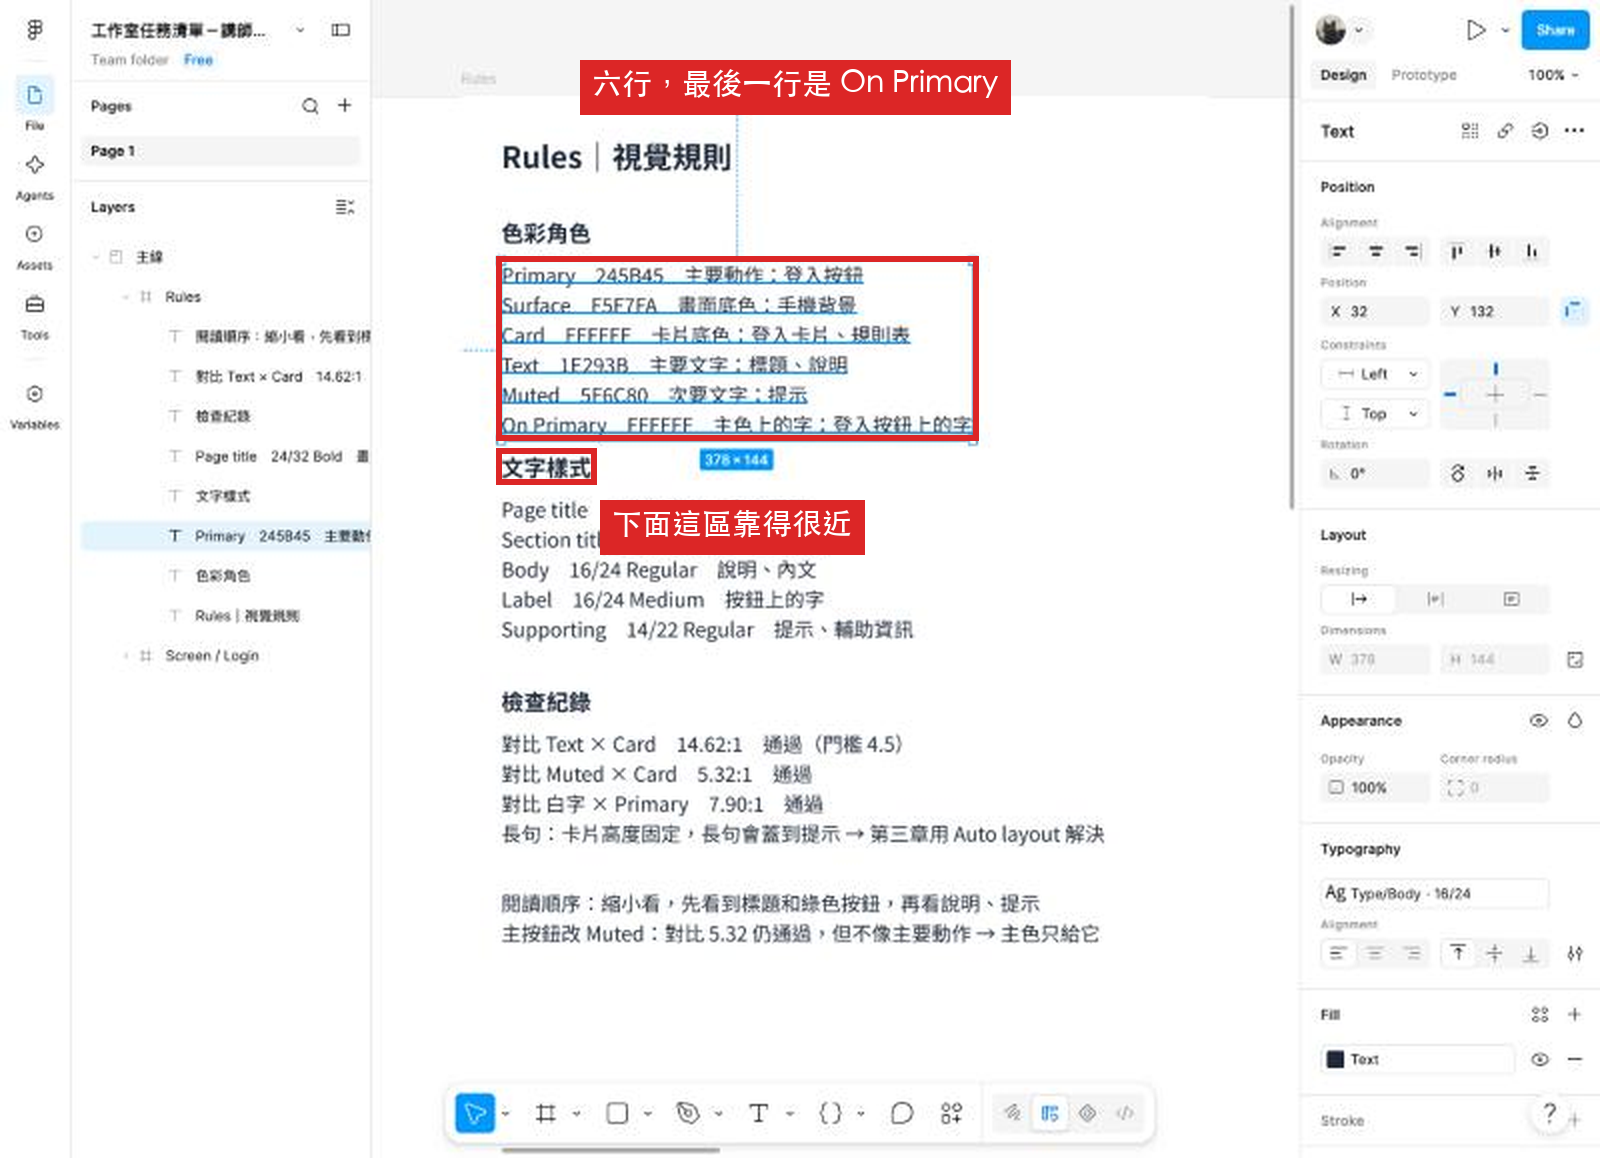 工作室任務清單－講師...
Team folder Free
File
Agents
Assets
Tools
Variables
Pages
Page 1
Layers
主線
Rules
閱讀順序：縮小看，先看到標
對比 Text × Card 14.62:1
檢查紀錄
Page title 24/32 Bold 畫
文字樣式
Primary 245B45 主要動作
色彩角色
Rules｜視覺規則
Screen / Login
Rules
六行，最後一行是 On Primary
Rules｜視覺規則
色彩角色
Primary 245B45 主要動作；登入按鈕
Surface F5F7FA 畫面底色；手機背景
Card FFFFFF 卡片底色；登入卡片、規則表
Text 1F293B 主要文字；標題、說明
Muted 5F6C80 次要文字；提示
On Primary FFFFFF 主色上的字；登入按鈕上的字
378 × 144
文字樣式
Page title
下面這區靠得很近
Section titl
Body 16/24 Regular 說明、內文
Label 16/24 Medium 按鈕上的字
Supporting 14/22 Regular 提示、輔助資訊
檢查紀錄
對比 Text × Card 14.62:1 通過（門檻 4.5）
對比 Muted × Card 5.32:1 通過
對比 白字 × Primary 7.90:1 通過
長句：卡片高度固定，長句會蓋到提示 → 第三章用 Auto layout 解決
閱讀順序：縮小看，先看到標題和綠色按鈕，再看說明、提示
主按鈕改 Muted：對比 5.32 仍通過，但不像主要動作 → 主色只給它
Share
Design Prototype 100%
Text
Position
Alignment
Position
X 32 Y 132
Constraints
Left
Top
Rotation
0°
Layout
Resizing
Dimensions
W 378 H 144
Appearance
Opacity Corner radius
100% 0
Typography
Ag Type/Body · 16/24
Alignment
Fill
Text
Stroke
?